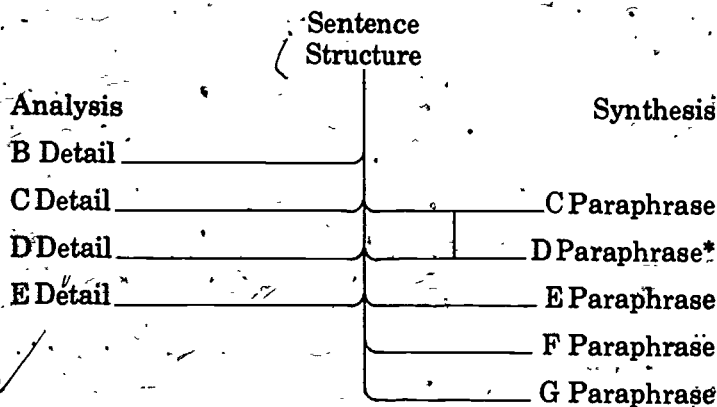 Sentence
Structure
Analysis Synthesis
B Detail
C Detail C Paraphrase
D Detail D Paraphrase*
E Detail E Paraphrase
F Paraphrase
G Paraphrase